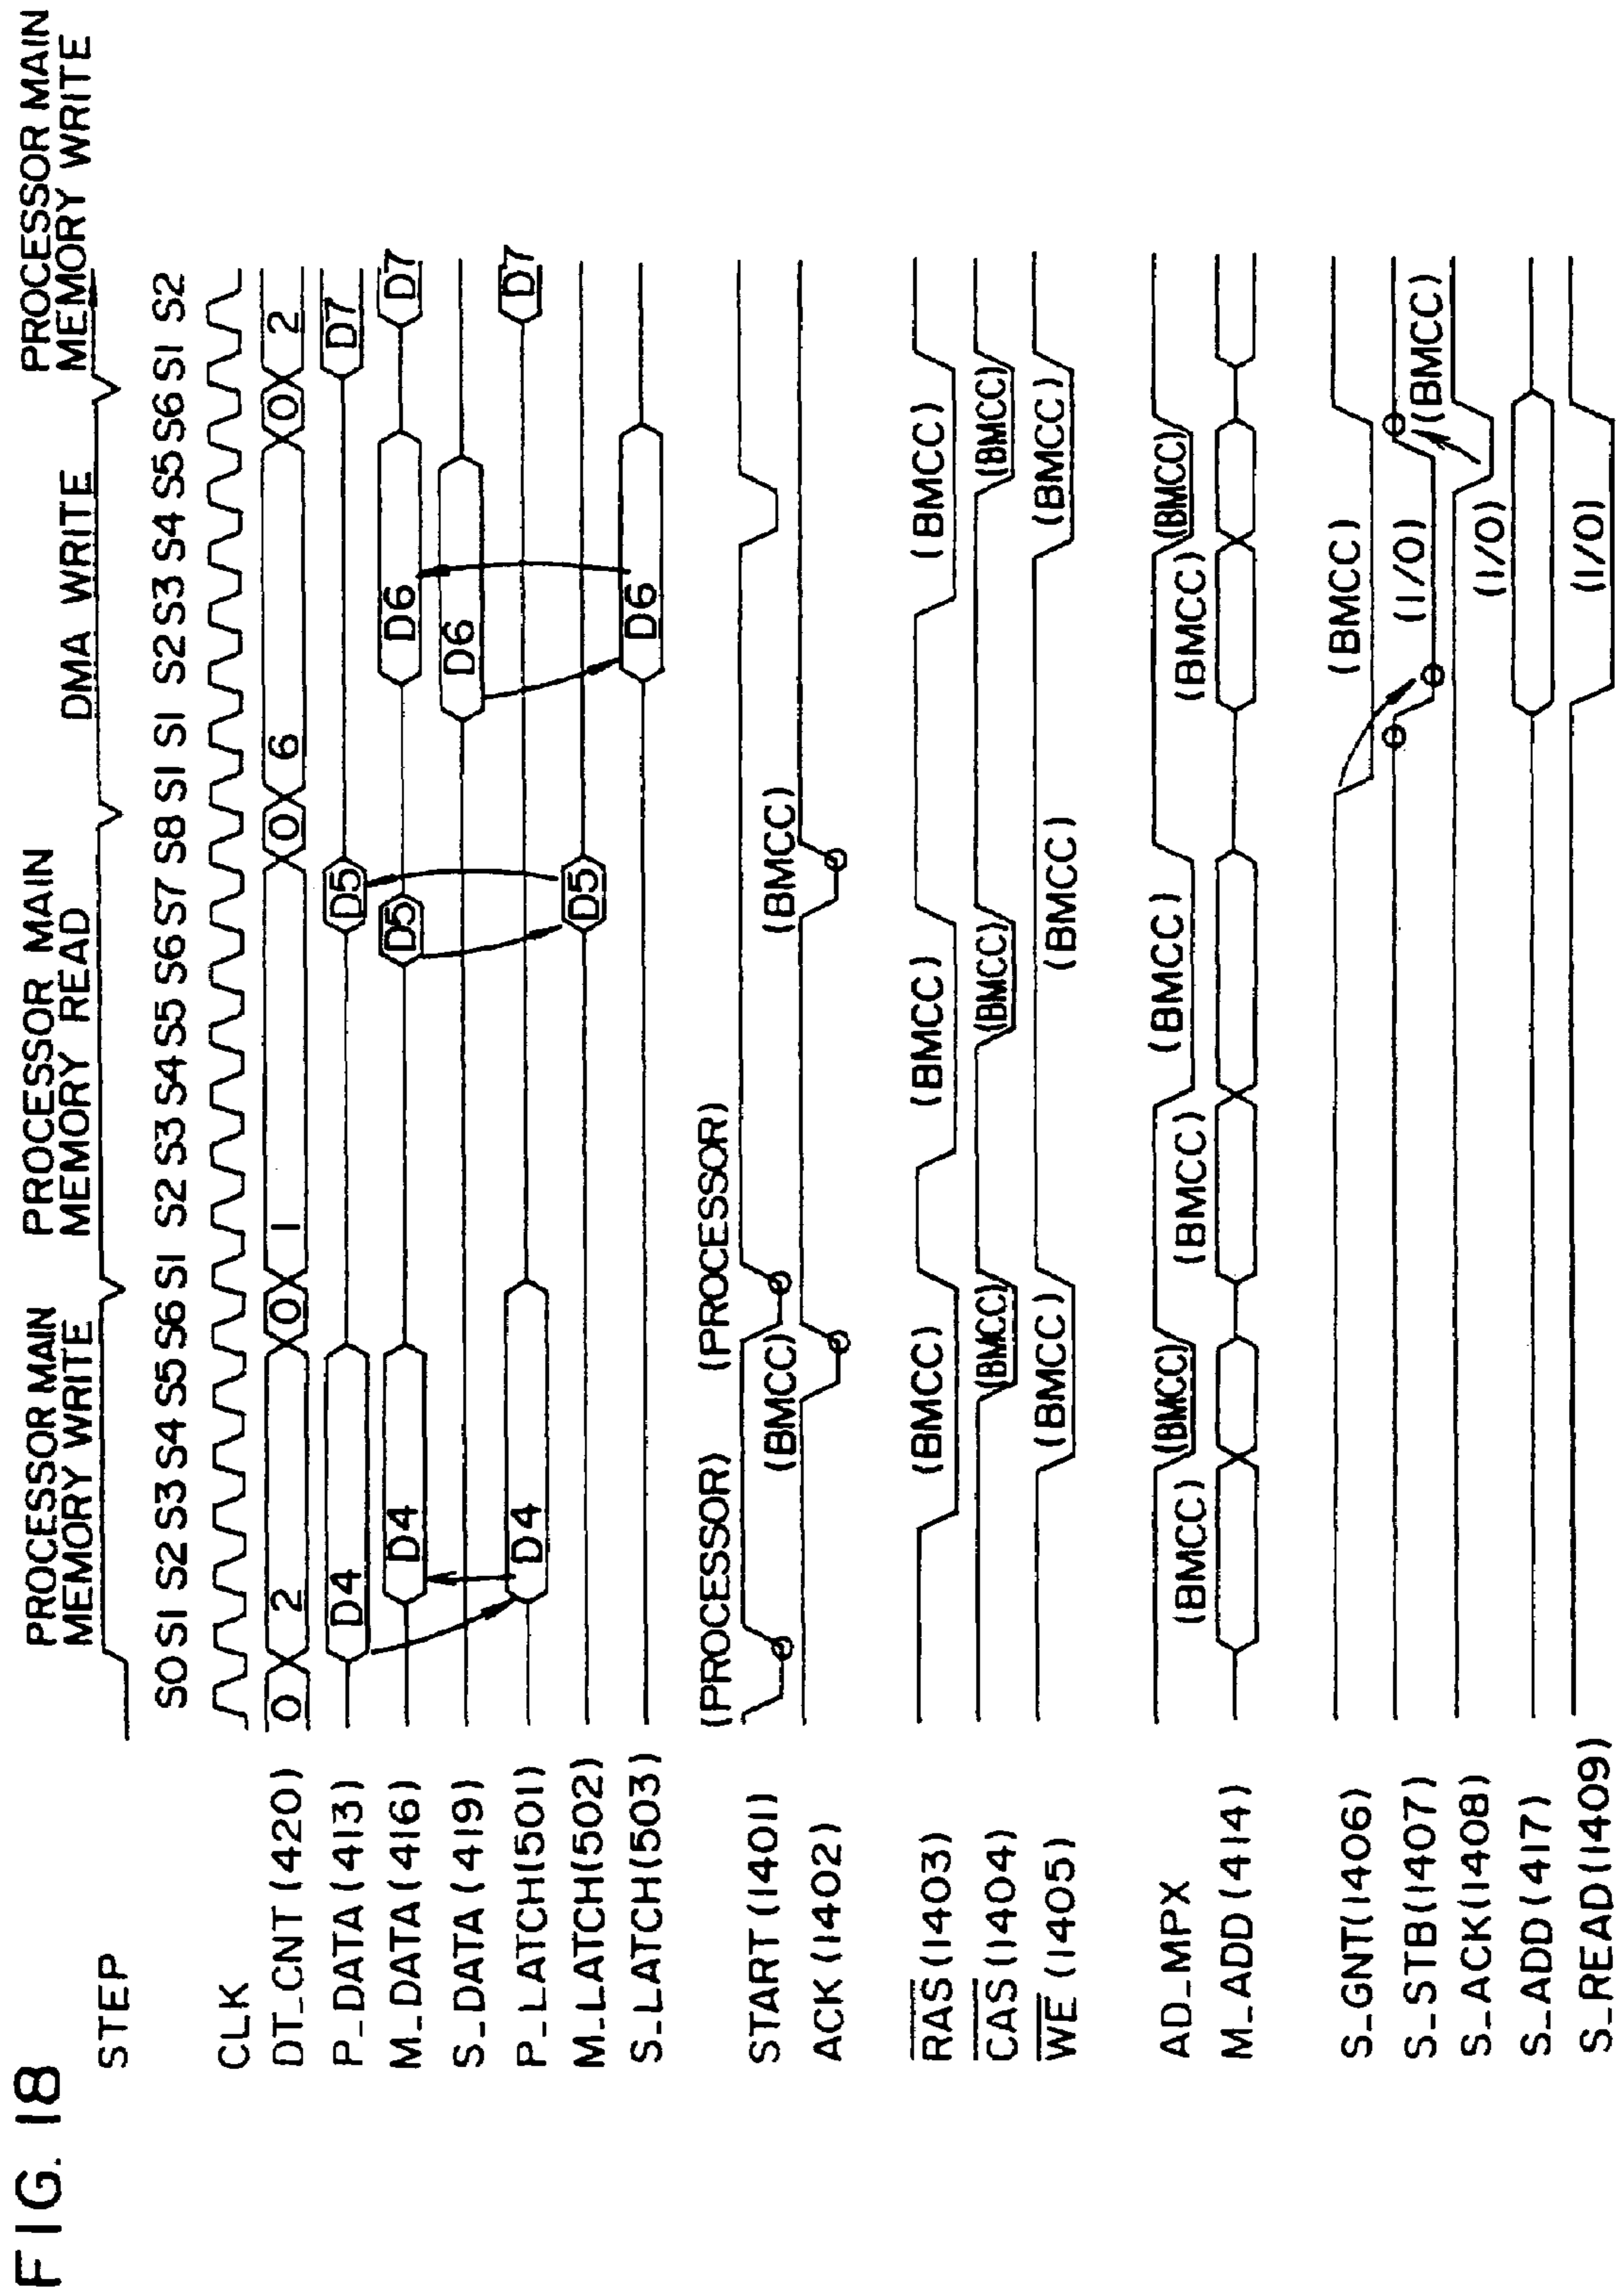 FIG. 18
PROCESSOR MAIN MEMORY WRITE
PROCESSOR MAIN MEMORY READ
DMA WRITE
PROCESSOR MAIN MEMORY WRITE
STEP
S0 S1 S2 S3 S4 S5 S6 S1 S2 S3 S4 S5 S6 S7 S8 S1 S1 S2 S3 S4 S5 S6 S1 S2
CLK
DT_CNT (420) 0 2 0 1 0 6 0 2
P_DATA (413) D4 D5 D7
M_DATA (416) D4 D5 D6 D7
S_DATA (419) D6
P_LATCH (501) D4 D7
M_LATCH (502) D5
S_LATCH (503) D6
(PROCESSOR) (PROCESSOR)
START (1401)
(BMCC) (BMCC)
ACK (1402)
RAS (1403) (BMCC) (BMCC) (BMCC)
CAS (1404) (BMCC) (BMCC) (BMCC)
WE (1405) (BMCC) (BMCC) (BMCC)
AD_MPX (BMCC) (BMCC) (BMCC)
M_ADD (414) (BMCC) (BMCC) (BMCC)
S_GNT (1406) (BMCC)
S_STB (1407) (I/O) (BMCC)
S_ACK (1408) (I/O)
S_ADD (417)
S_READ (1409) (I/O)